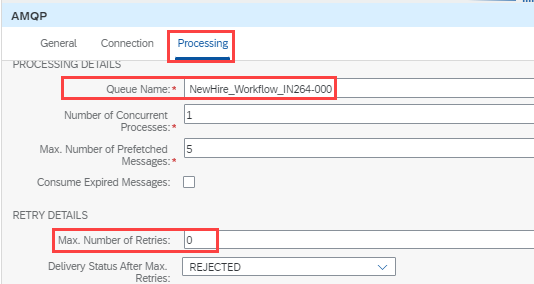 AMQP
General Connection Processing
PROCESSING DETAILS
Queue Name:* NewHire_Workflow_IN264-000
Number of Concurrent
Processes:* 1
Max. Number of Prefetched
Messages:* 5
Consume Expired Messages:
RETRY DETAILS
Max. Number of Retries: 0
Delivery Status After Max.
Retries: REJECTED